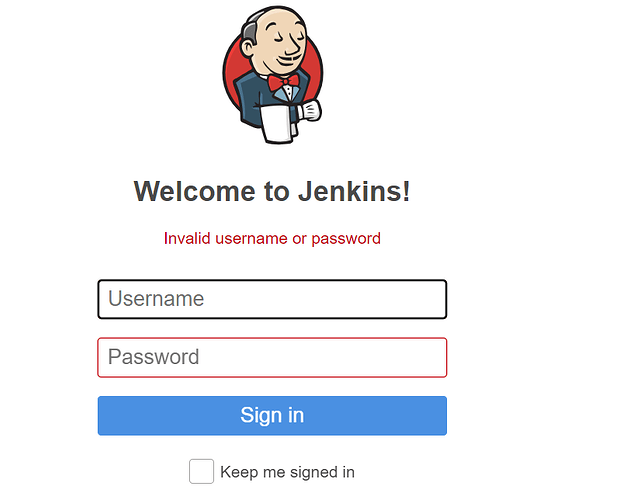 Welcome to Jenkins!
Invalid username or password
Username
Password
Sign in
Keep me signed in